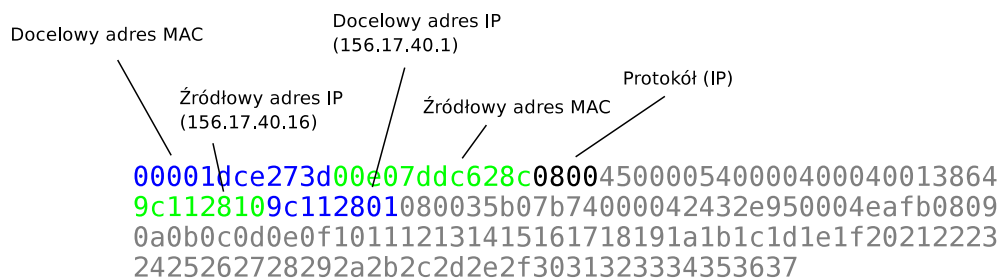 Docelowy adres MAC
Docelowy adres IP
(156.17.40.1)
Źródłowy adres IP
(156.17.40.16)
Źródłowy adres MAC
Protokół (IP)
00001dce273d00e07ddc628c0800450000540000400040013864
9c1128109c112801080035b07b74000042432e950004eafb0809
0a0b0c0d0e0f101112131415161718191a1b1c1d1e1f20212223
2425262728292a2b2c2d2e2f3031323334353637